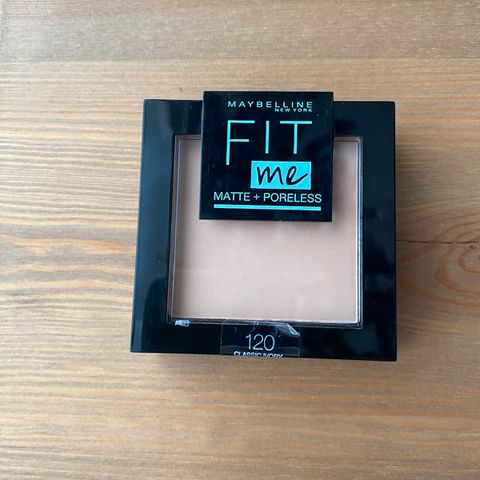 MAYBELLINE
NEW YORK
FIT
me
MATTE + PORELESS
120
CLASSIC IVORY